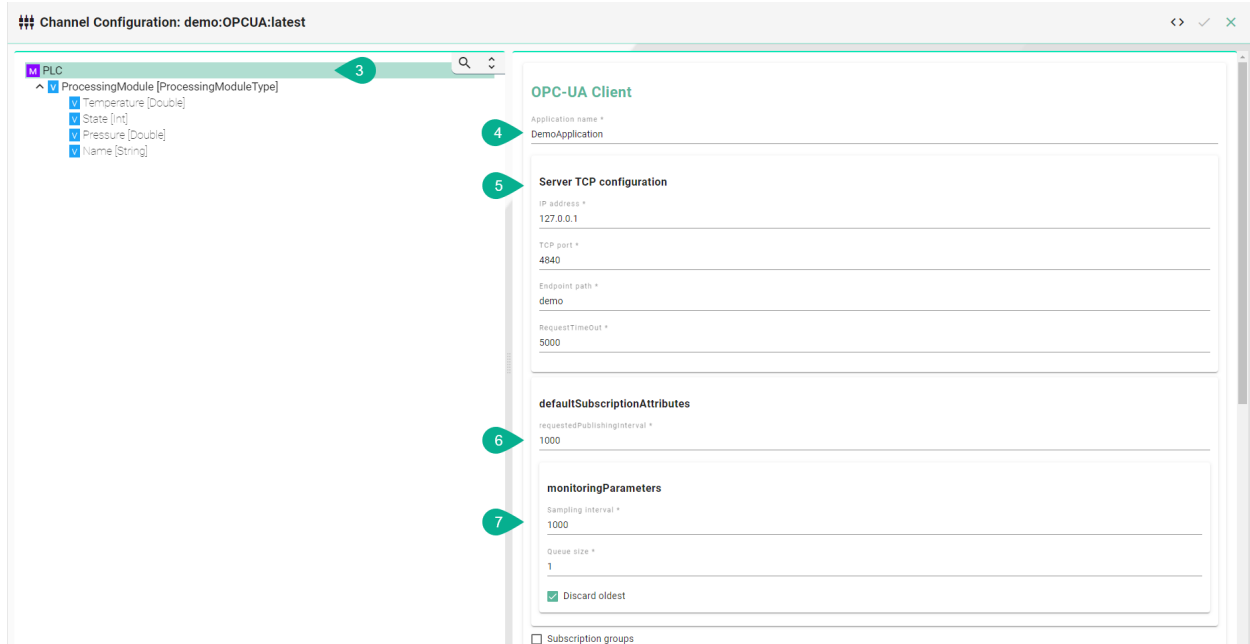 Channel Configuration: demo:OPCUA:latest
M PLC
3
V ProcessingModule [ProcessingModuleType]
V Temperature [Double]
V State [Int]
V Pressure [Double]
V Name [String]
OPC-UA Client
Application name *
4
DemoApplication
5
Server TCP configuration
IP address *
127.0.0.1
TCP port *
4840
Endpoint path *
demo
RequestTimeOut *
5000
defaultSubscriptionAttributes
requestedPublishingInterval *
6
1000
monitoringParameters
Sampling interval *
7
1000
Queue size *
1
Discard oldest
Subscription groups